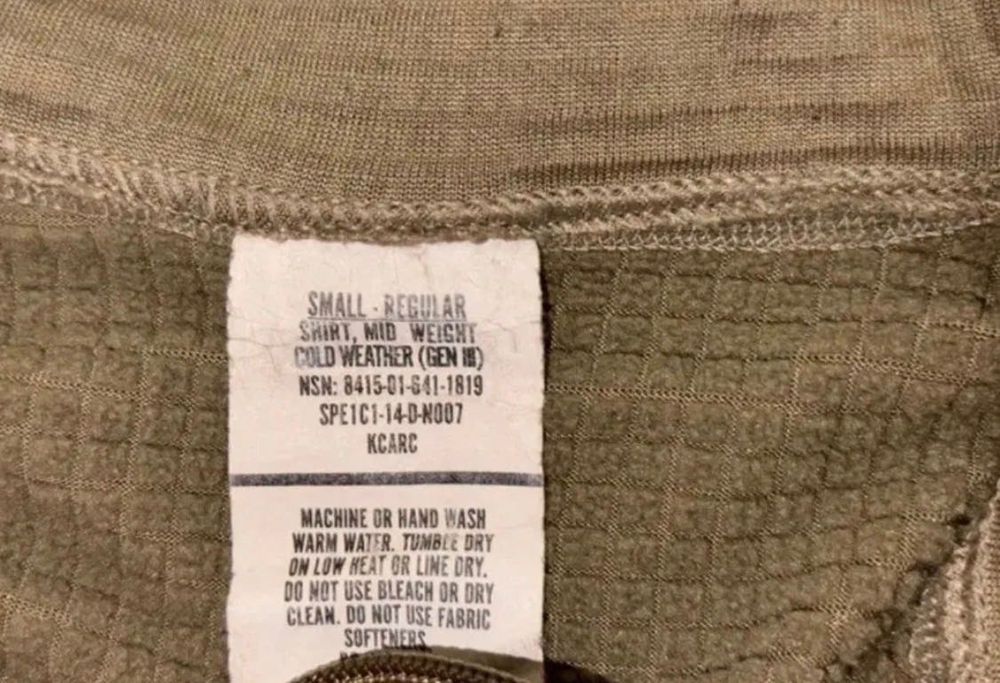 SMALL - REGULAR
SHIRT, MID WEIGHT
COLD WEATHER (GEN III)
NSN: 8415-01-641-1819
SPE1C1-14-D-N007
KCARC
MACHINE OR HAND WASH
WARM WATER. TUMBLE DRY
ON LOW HEAT OR LINE DRY.
DO NOT USE BLEACH OR DRY
CLEAN. DO NOT USE FABRIC
SOFTENERS.